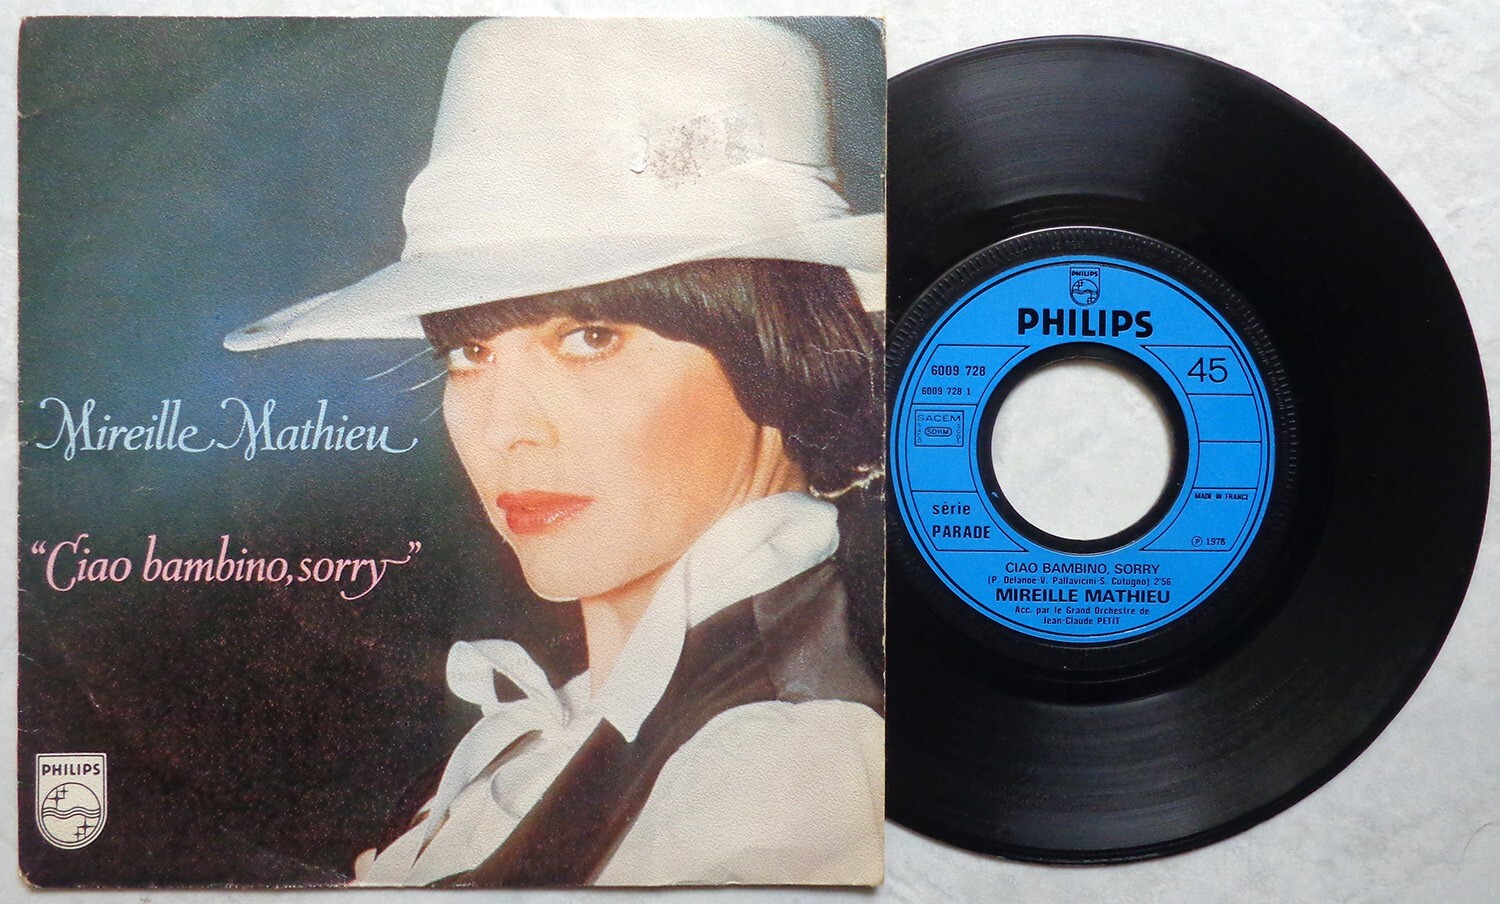 Mireille Mathieu
“Ciao bambino, sorry”
PHILIPS
PHILIPS
PHILIPS
6009 728
6009 728 1
45
SACEM
SDRM
série
PARADE
MADE IN FRANCE
Ⓟ 1976
CIAO BAMBINO, SORRY
(P. Delanoë-V. Pallavicini-S. Cutugno) 2'56
MIREILLE MATHIEU
Acc. par le Grand Orchestre de
Jean-Claude PETIT